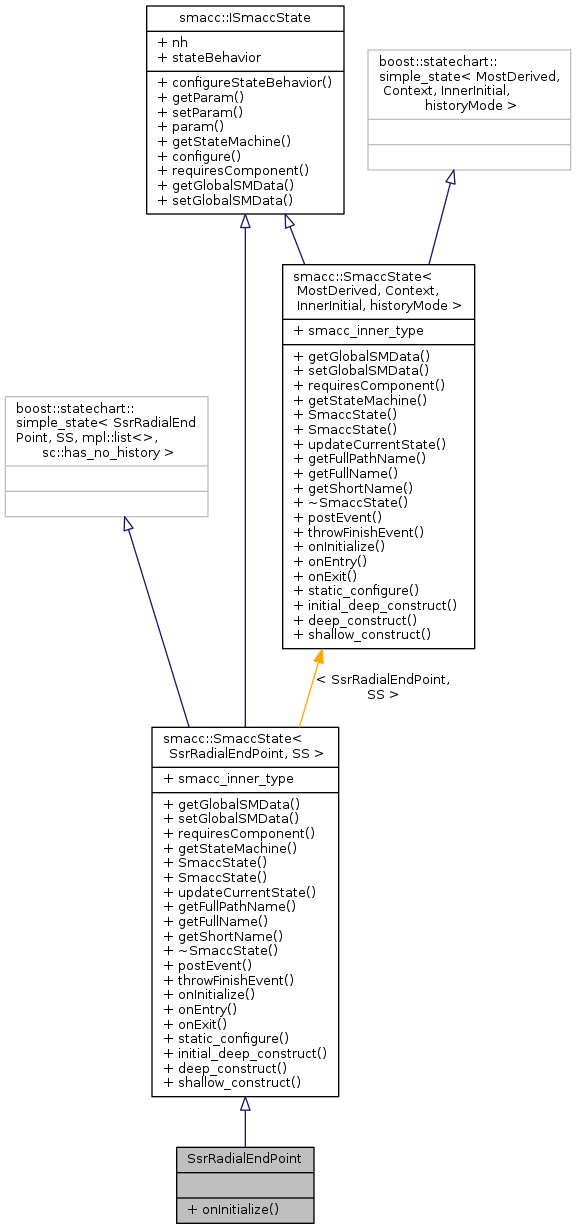 smacc::ISmaccState
+ nh
+ stateBehavior
+ configureStateBehavior()
+ getParam()
+ setParam()
+ param()
+ getStateMachine()
+ configure()
+ requiresComponent()
+ getGlobalSMData()
+ setGlobalSMData()
boost::statechart::
simple_state< MostDerived,
Context, InnerInitial,
historyMode >
smacc::SmaccState<
MostDerived, Context,
InnerInitial, historyMode >
+ smacc_inner_type
+ getGlobalSMData()
+ setGlobalSMData()
+ requiresComponent()
+ getStateMachine()
+ SmaccState()
+ SmaccState()
+ updateCurrentState()
+ getFullPathName()
+ getFullName()
+ getShortName()
+ ~SmaccState()
+ postEvent()
+ throwFinishEvent()
+ onInitialize()
+ onEntry()
+ onExit()
+ static_configure()
+ initial_deep_construct()
+ deep_construct()
+ shallow_construct()
boost::statechart::
simple_state< SsrRadialEnd
Point, SS, mpl::list<>,
sc::has_no_history >
< SsrRadialEndPoint,
SS >
smacc::SmaccState<
SsrRadialEndPoint, SS >
+ smacc_inner_type
+ getGlobalSMData()
+ setGlobalSMData()
+ requiresComponent()
+ getStateMachine()
+ SmaccState()
+ SmaccState()
+ updateCurrentState()
+ getFullPathName()
+ getFullName()
+ getShortName()
+ ~SmaccState()
+ postEvent()
+ throwFinishEvent()
+ onInitialize()
+ onEntry()
+ onExit()
+ static_configure()
+ initial_deep_construct()
+ deep_construct()
+ shallow_construct()
SsrRadialEndPoint
+ onInitialize()